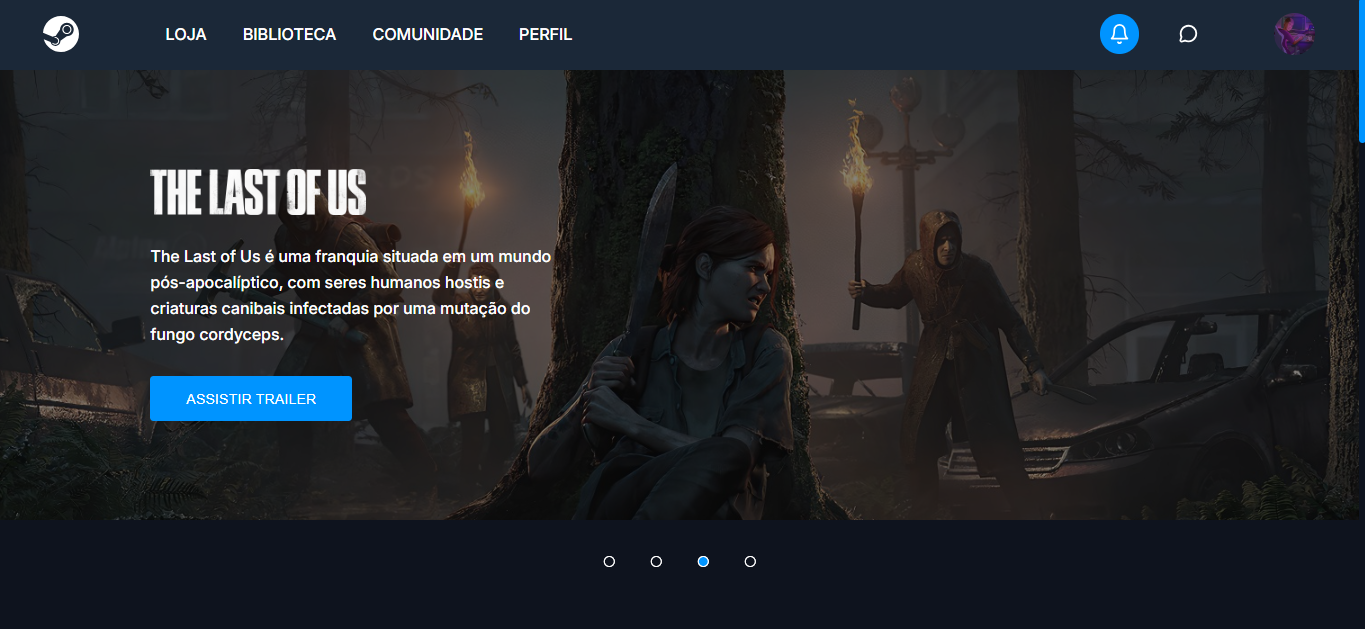 LOJA BIBLIOTECA COMUNIDADE PERFIL
THE LAST OF US
The Last of Us é uma franquia situada em um mundo
pós-apocalíptico, com seres humanos hostis e
criaturas canibais infectadas por uma mutação do
fungo cordyceps.
ASSISTIR TRAILER